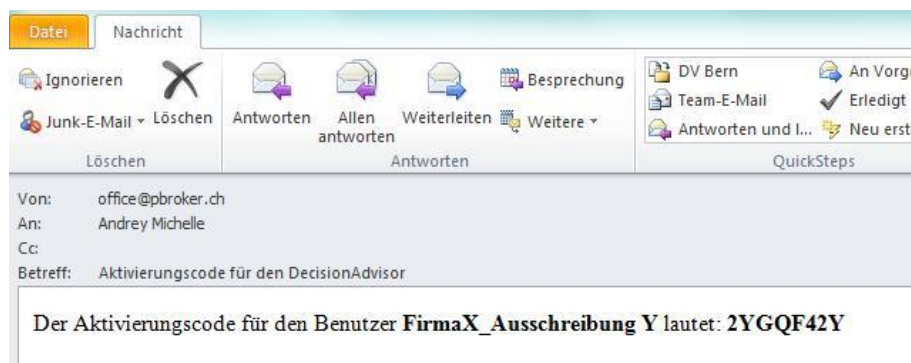 Datei Nachricht
Ignorieren
Junk-E-Mail Löschen
Löschen
Antworten Allen antworten Weiterleiten
Besprechung
Weitere
Antworten
DV Bern An Vorg
Team-E-Mail Erledigt
Antworten und l... Neu erst
QuickSteps
Von: office@pbroker.ch
An: Andrey Michelle
Cc:
Betreff: Aktivierungscode für den DecisionAdvisor
Der Aktivierungscode für den Benutzer FirmaX_Ausschreibung Y lautet: 2YGQF42Y